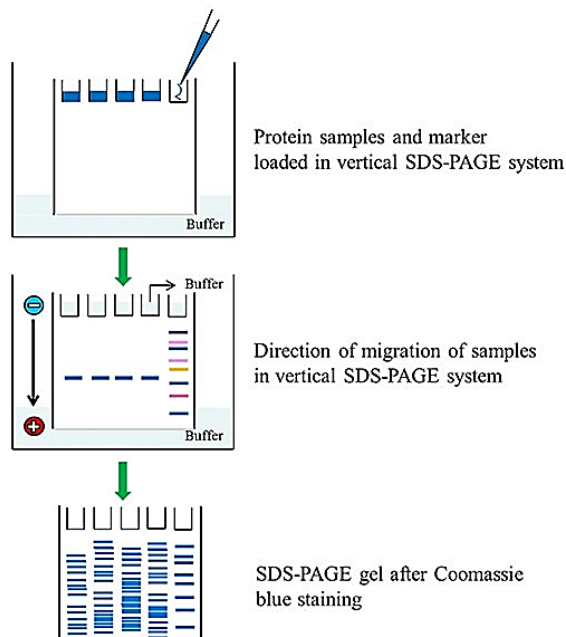 Protein samples and marker
loaded in vertical SDS-PAGE system
Buffer
Buffer
Direction of migration of samples
in vertical SDS-PAGE system
Buffer
SDS-PAGE gel after Coomassie
blue staining